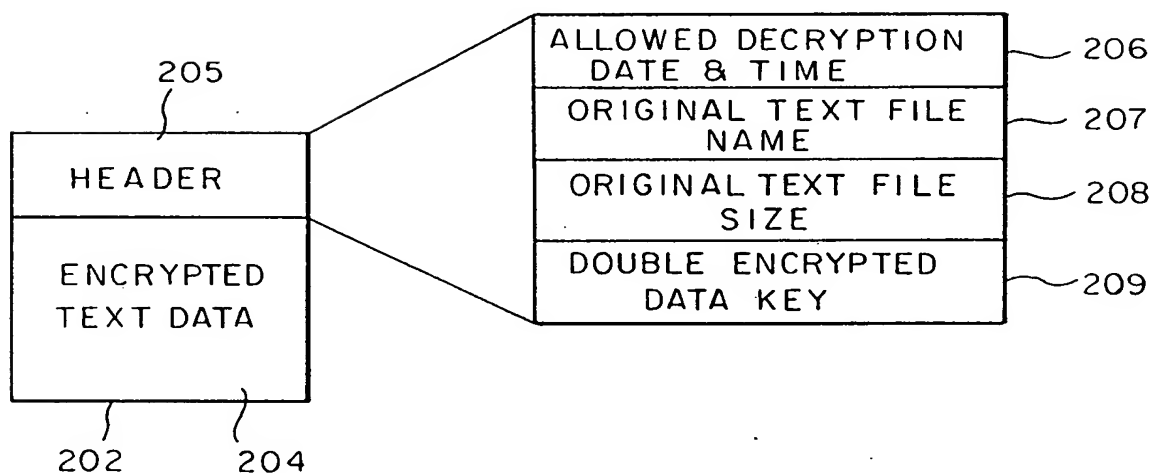 205
HEADER
ENCRYPTED
TEXT DATA
202
204
ALLOWED DECRYPTION
DATE & TIME
206
ORIGINAL TEXT FILE
NAME
207
ORIGINAL TEXT FILE
SIZE
208
DOUBLE ENCRYPTED
DATA KEY
209